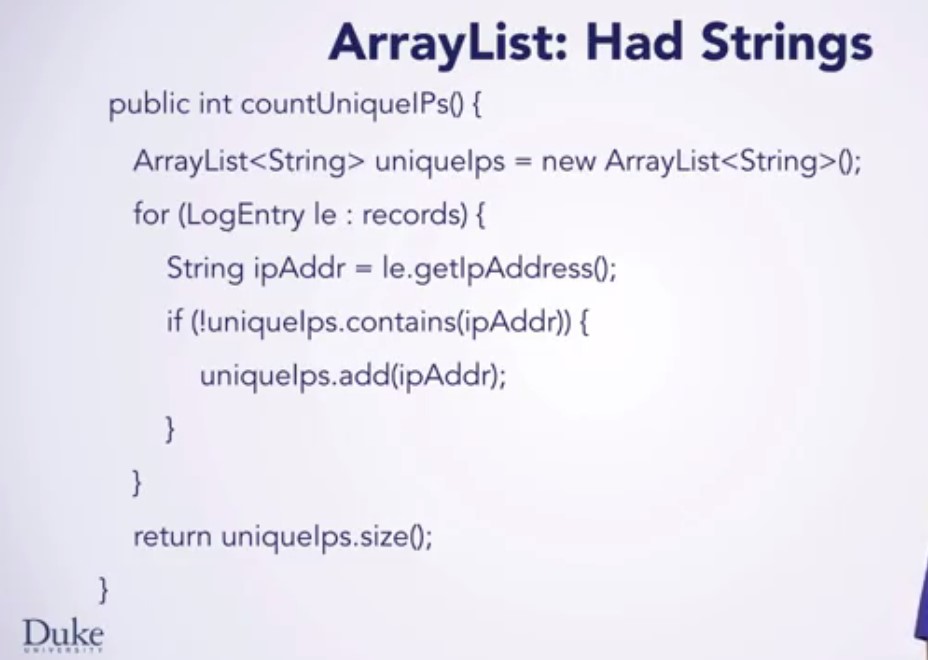 ArrayList: Had Strings
public int countUniqueIPs() {
ArrayList<String> uniqueIps = new ArrayList<String>();
for (LogEntry le : records) {
String ipAddr = le.getIpAddress();
if (!uniqueIps.contains(ipAddr)) {
uniqueIps.add(ipAddr);
}
}
return uniqueIps.size();
}
Duke
UNIVERSITY